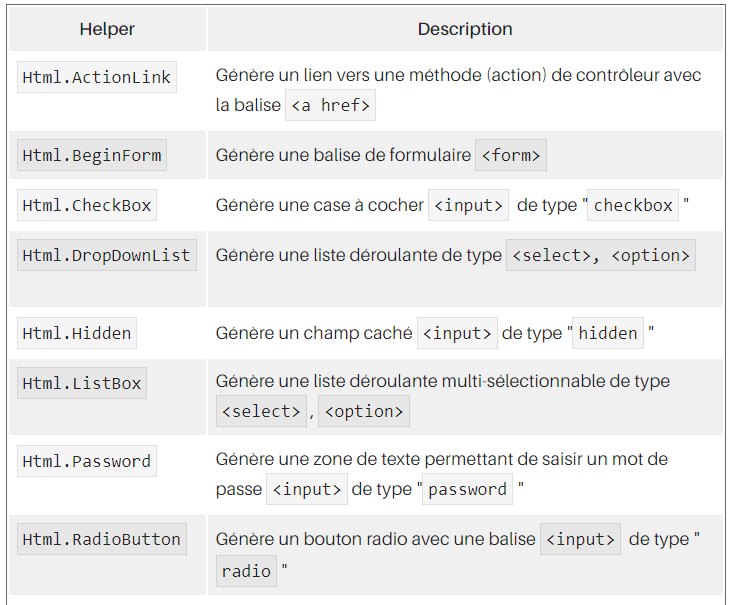 Helper Description
Html.ActionLink Génère un lien vers une méthode (action) de contrôleur avec
la balise <a href>
Html.BeginForm Génère une balise de formulaire <form>
Html.CheckBox Génère une case à cocher <input> de type "checkbox "
Html.DropDownList Génère une liste déroulante de type <select>, <option>
Html.Hidden Génère un champ caché <input> de type "hidden "
Html.ListBox Génère une liste déroulante multi-sélectionnable de type
<select> , <option>
Html.Password Génère une zone de texte permettant de saisir un mot de
passe <input> de type "password "
Html.RadioButton Génère un bouton radio avec une balise <input> de type "
radio "